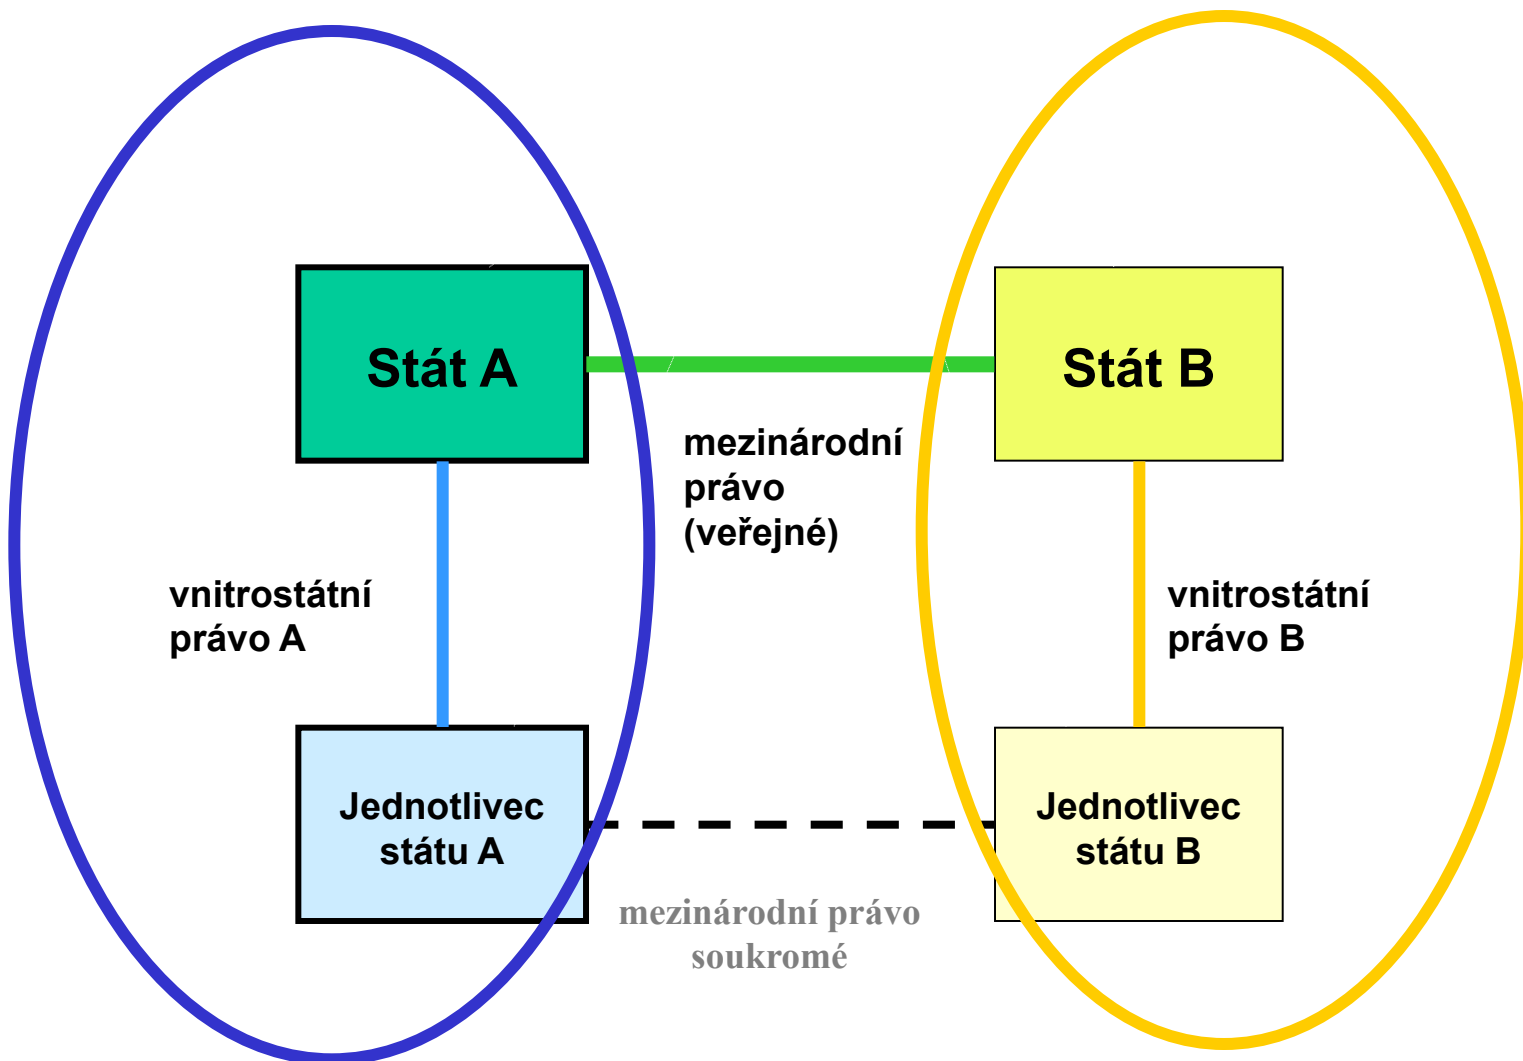 Stát A
Stát B
mezinárodní
právo
(veřejné)
vnitrostátní
právo A
vnitrostátní
právo B
Jednotlivec
státu A
Jednotlivec
státu B
mezinárodní právo
soukromé